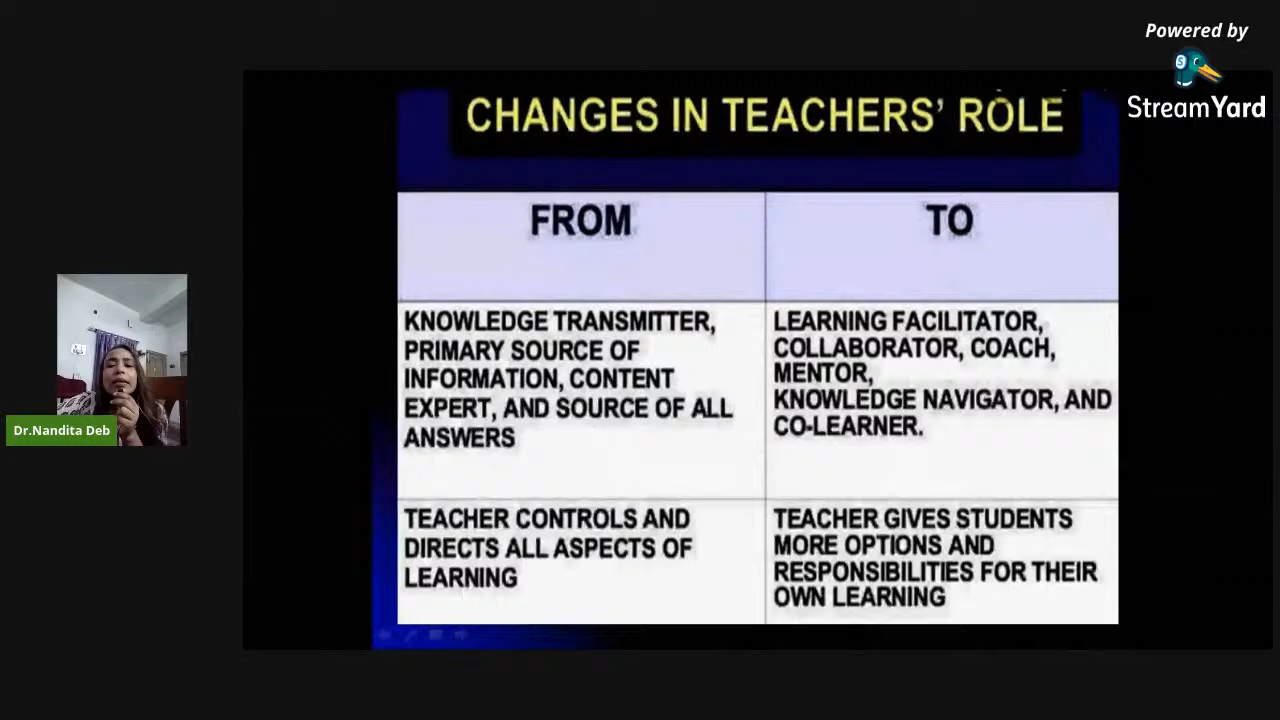 Powered by
StreamYard
CHANGES IN TEACHERS' ROLE
FROM
TO
KNOWLEDGE TRANSMITTER,
PRIMARY SOURCE OF
INFORMATION, CONTENT
EXPERT, AND SOURCE OF ALL
ANSWERS
LEARNING FACILITATOR,
COLLABORATOR, COACH,
MENTOR,
KNOWLEDGE NAVIGATOR, AND
CO-LEARNER.
TEACHER CONTROLS AND
DIRECTS ALL ASPECTS OF
LEARNING
TEACHER GIVES STUDENTS
MORE OPTIONS AND
RESPONSIBILITIES FOR THEIR
OWN LEARNING
Dr.Nandita Deb